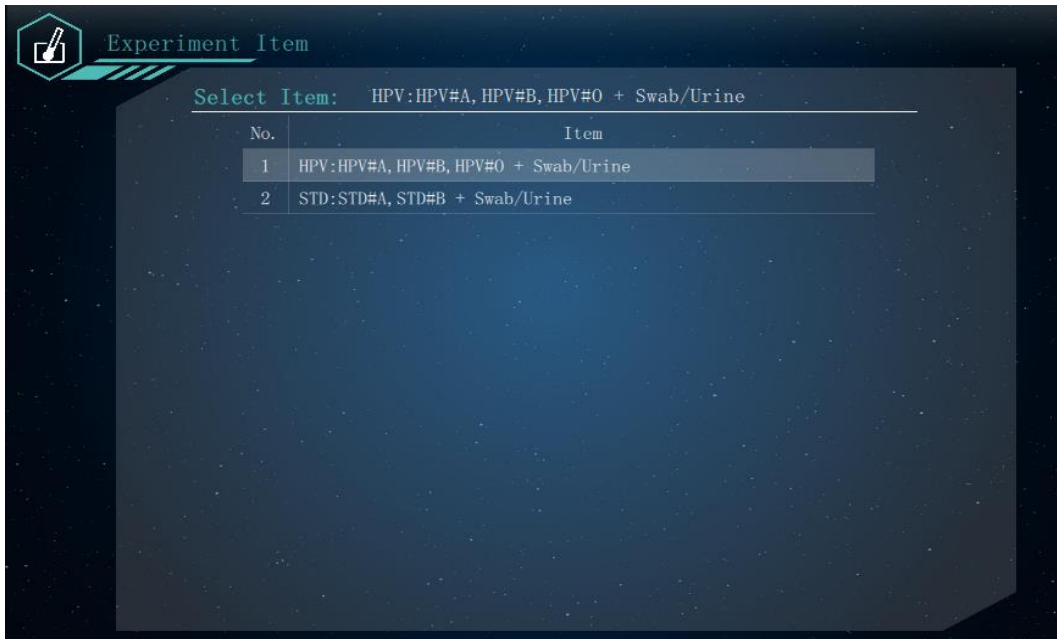 Experiment Item
Select Item: HPV:HPV#A,HPV#B,HPV#O + Swab/Urine
No. Item
1 HPV:HPV#A,HPV#B,HPV#O + Swab/Urine
2 STD:STD#A,STD#B + Swab/Urine